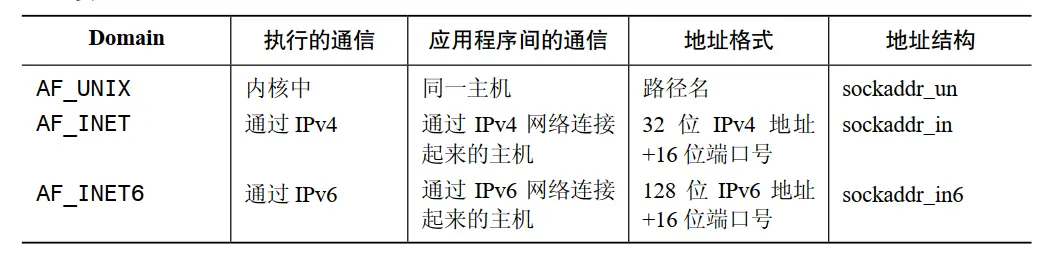 Domain 执行的通信 应用程序间的通信 地址格式 地址结构
AF_UNIX 内核中 同一主机 路径名 sockaddr_un
AF_INET 通过 IPv4 通过 IPv4 网络连接 32 位 IPv4 地址 sockaddr_in
起来的主机 +16 位端口号
AF_INET6 通过 IPv6 通过 IPv6 网络连接 128 位 IPv6 地址 sockaddr_in6
起来的主机 +16 位端口号